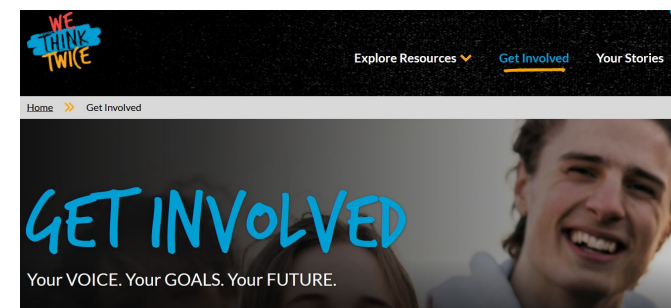 WE
THINK
TWICE
Explore Resources Get Involved Your Stories
Home Get Involved
GET INVOLVED
Your VOICE. Your GOALS. Your FUTURE.